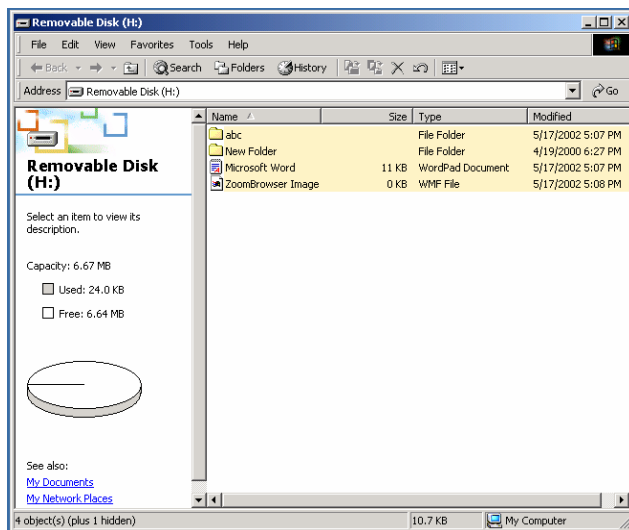 Removable Disk (H:)
File Edit View Favorites Tools Help
Back Search Folders History
Address Removable Disk (H:) Go
Removable Disk
(H:)
Select an item to view its
description.
Capacity: 6.67 MB
Used: 24.0 KB
Free: 6.64 MB
See also:
My Documents
My Network Places
Name Size Type Modified
abc File Folder 5/17/2002 5:07 PM
New Folder File Folder 4/19/2000 6:27 PM
Microsoft Word 11 KB WordPad Document 5/17/2002 5:07 PM
ZoomBrowser Image 0 KB WMF File 5/17/2002 5:08 PM
4 object(s) (plus 1 hidden) 10.7 KB My Computer